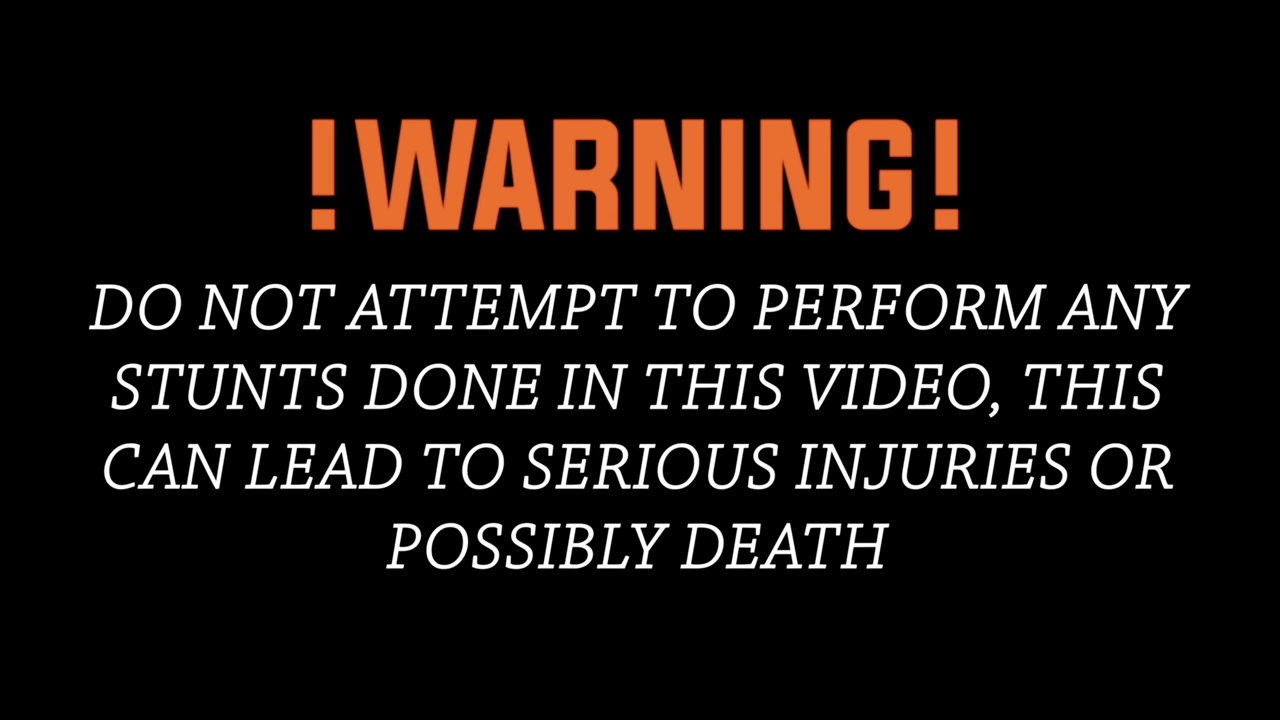 !WARNING!
DO NOT ATTEMPT TO PERFORM ANY
STUNTS DONE IN THIS VIDEO, THIS
CAN LEAD TO SERIOUS INJURIES OR
POSSIBLY DEATH